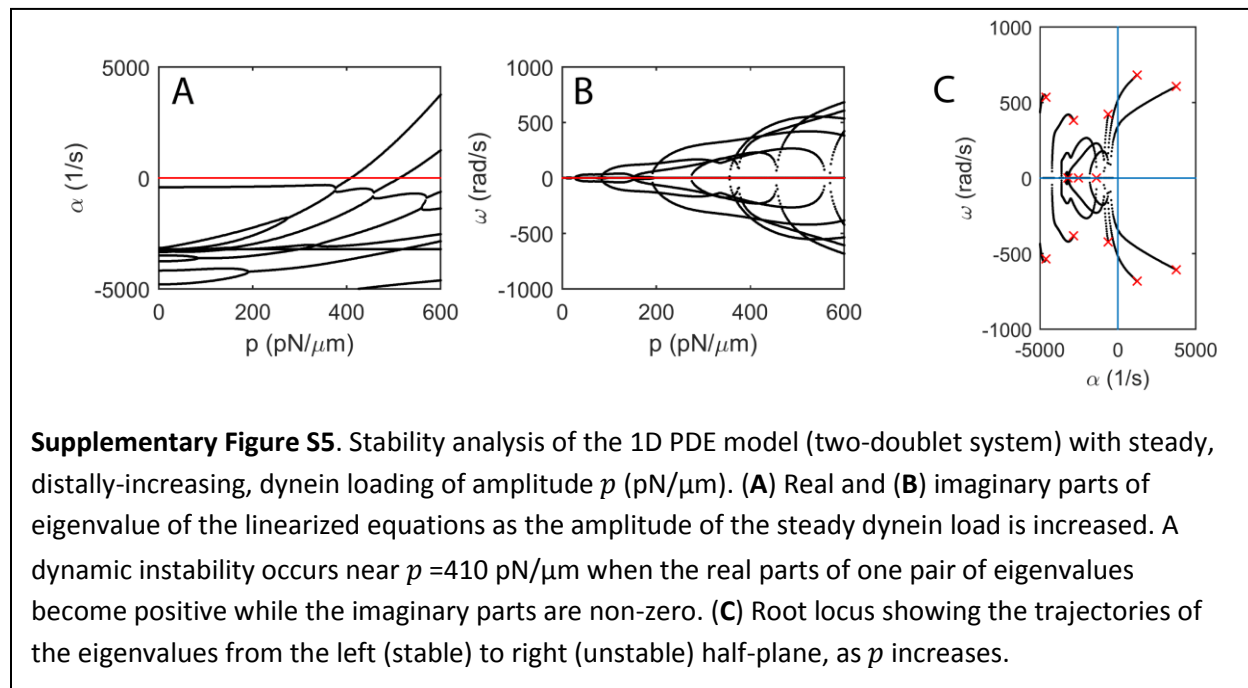 A
B
C
5000
0
-5000
α (1/s)
0 200 400 600
p (pN/μm)
1000
500
0
-500
-1000
ω (rad/s)
0 200 400 600
p (pN/μm)
1000
500
0
-500
-1000
ω (rad/s)
-5000 0 5000
α (1/s)
Supplementary Figure S5. Stability analysis of the 1D PDE model (two-doublet system) with steady,
distally-increasing, dynein loading of amplitude p (pN/μm). (A) Real and (B) imaginary parts of
eigenvalue of the linearized equations as the amplitude of the steady dynein load is increased. A
dynamic instability occurs near p =410 pN/μm when the real parts of one pair of eigenvalues
become positive while the imaginary parts are non-zero. (C) Root locus showing the trajectories of
the eigenvalues from the left (stable) to right (unstable) half-plane, as p increases.